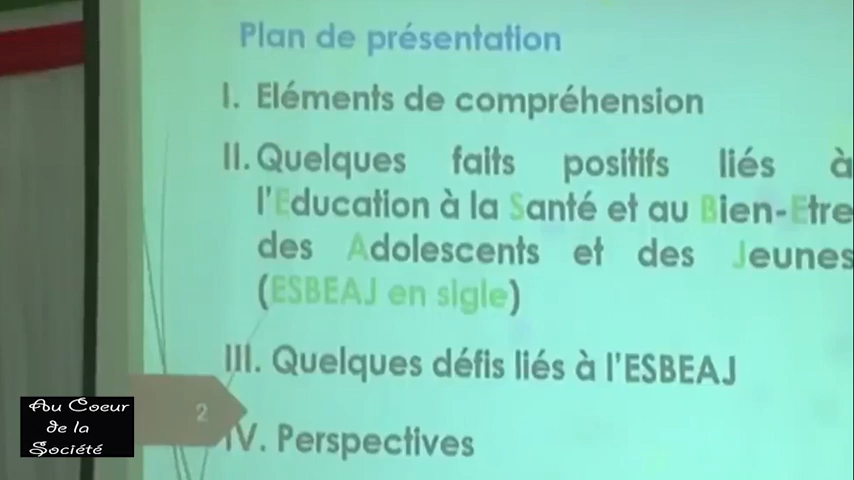 Plan de présentation
I. Eléments de compréhension
II. Quelques faits positifs liés à
l'Education à la Santé et au Bien-Etre
des Adolescents et des Jeunes
(ESBEAJ en sigle)
III. Quelques défis liés à l'ESBEAJ
2
IV. Perspectives
Au Coeur
de la
Société